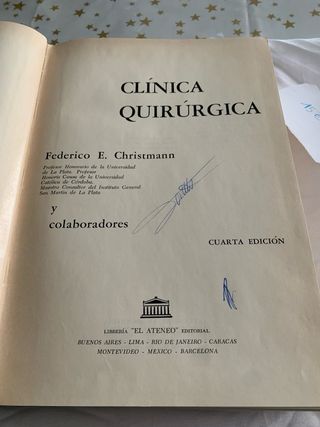 CLÍNICA
QUIRÚRGICA
Federico E. Christmann
Profesor Honorario de la Universidad
de La Plata. Profesor
Honoris Causa de la Universidad
Católica de Córdoba.
Maestro Consultor del Instituto General
San Martín de La Plata
y
colaboradores
CUARTA EDICIÓN
LIBRERÍA "EL ATENEO" EDITORIAL
BUENOS AIRES - LIMA - RIO DE JANEIRO - CARACAS
MONTEVIDEO - MEXICO - BARCELONA